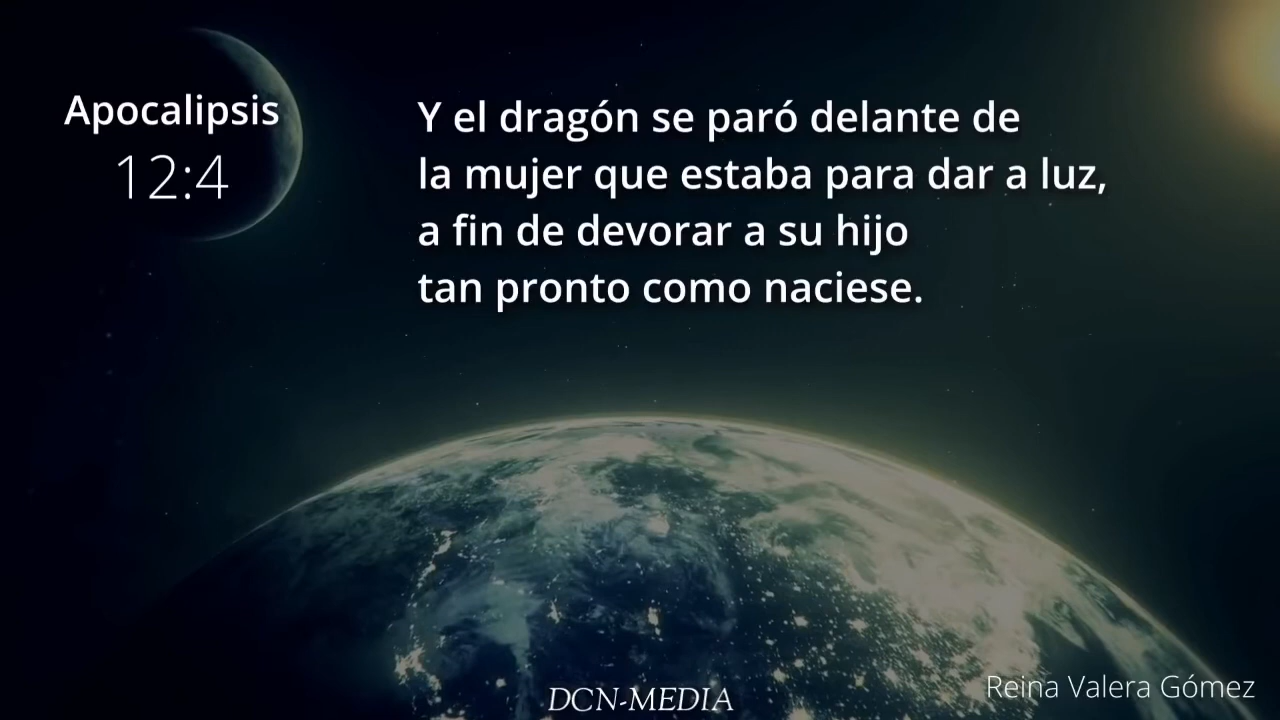 Apocalipsis
12:4
Y el dragón se paró delante de
la mujer que estaba para dar a luz,
a fin de devorar a su hijo
tan pronto como naciese.
Reina Valera Gómez
DCN-MEDIA